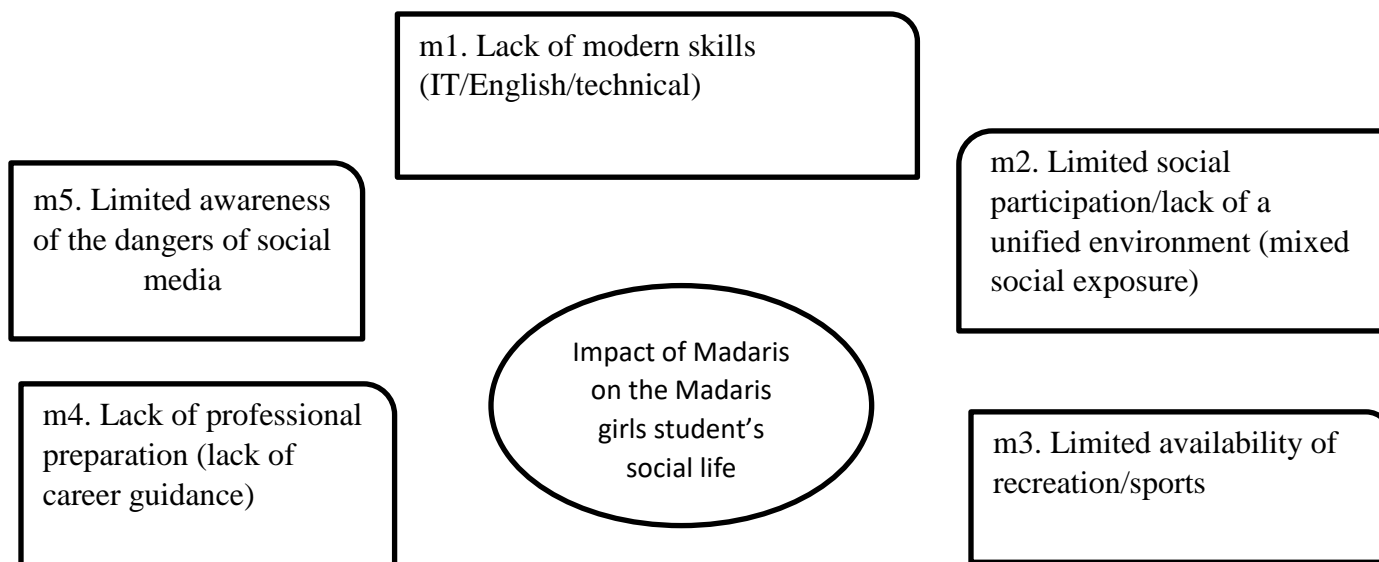 m1. Lack of modern skills
(IT/English/technical)
m2. Limited social
participation/lack of a
unified environment (mixed
social exposure)
m5. Limited awareness
of the dangers of social
media
Impact of Madaris
on the Madaris
girls student’s
social life
m4. Lack of professional
preparation (lack of
career guidance)
m3. Limited availability of
recreation/sports